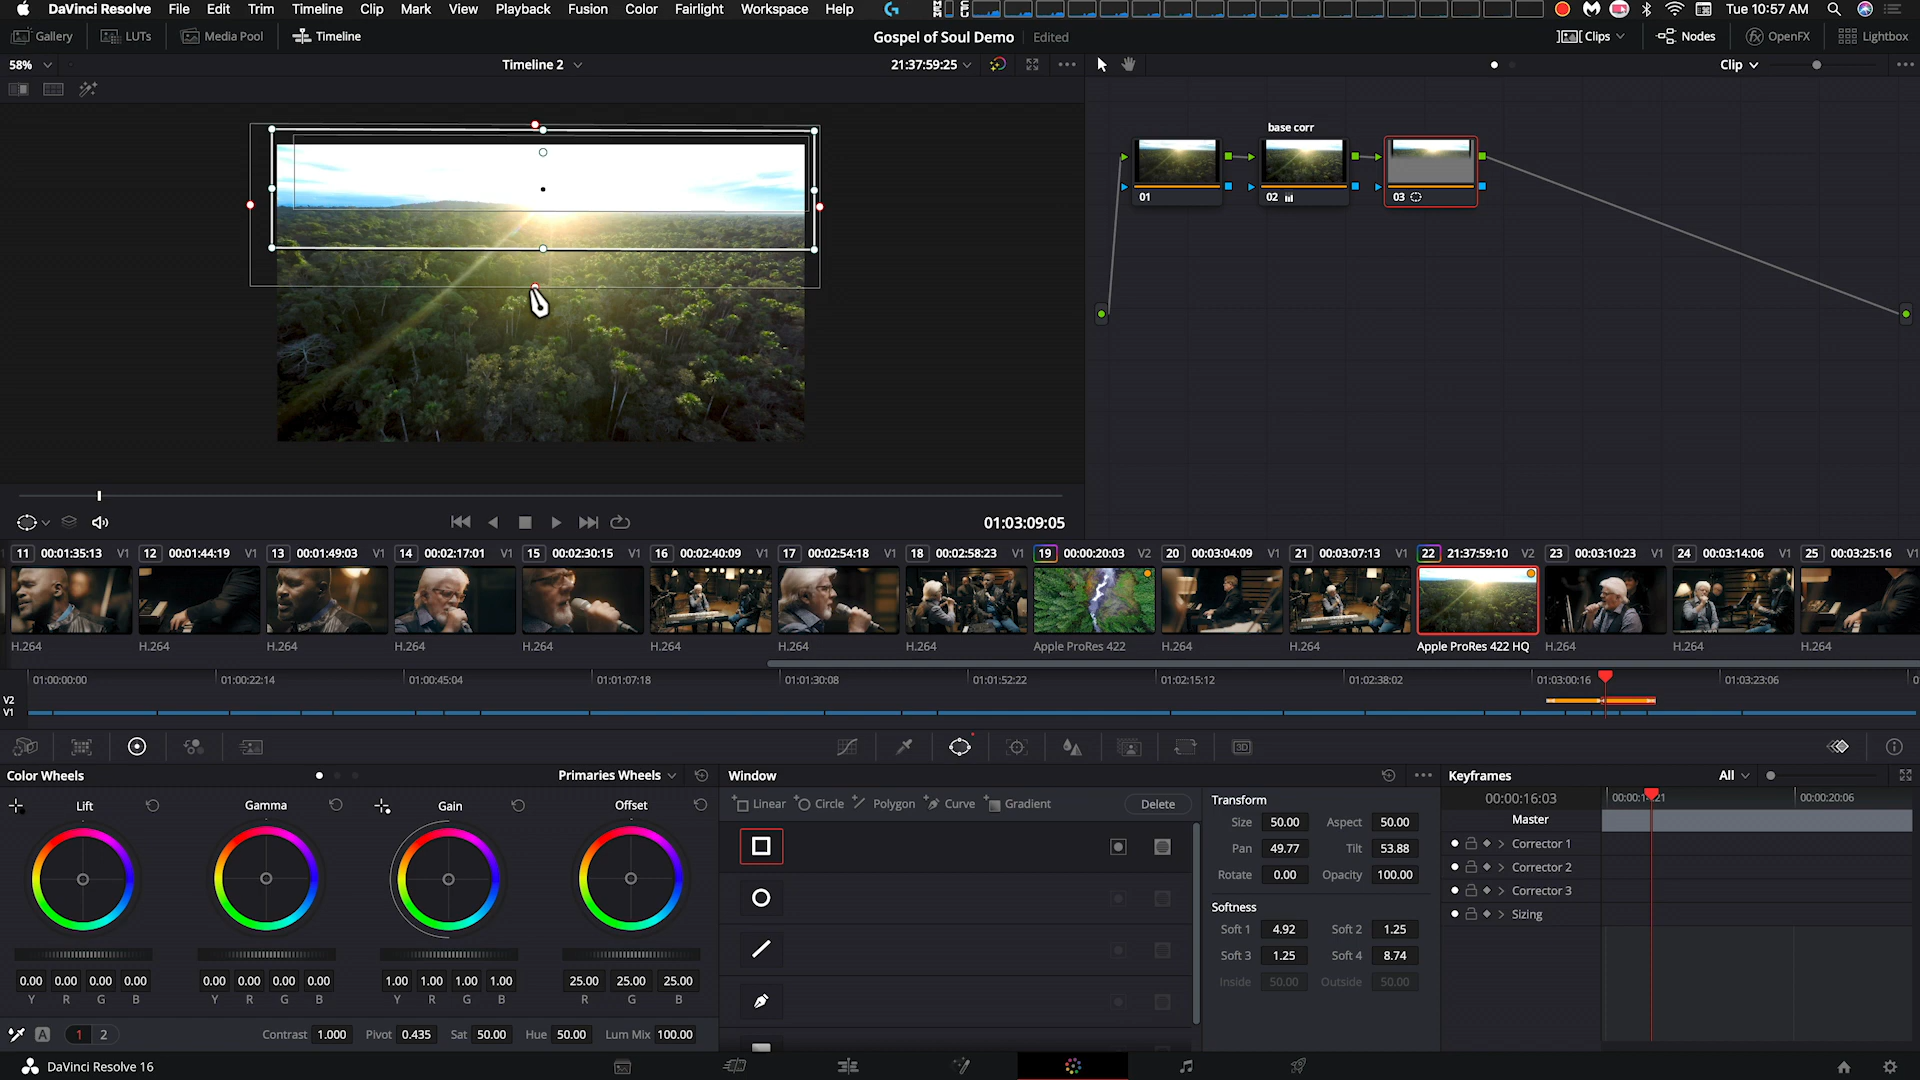 DaVinci Resolve File Edit Trim Timeline Clip Mark View Playback Fusion Color Fairlight Workspace Help Tue 10:57 AM
Gallery LUTs Media Pool Timeline Gospel of Soul Demo Edited Clips Nodes OpenFX Lightbox
58% Timeline 2 21:37:59:25 Clip
base corr
01 02 03
01:03:09:05
11 00:01:35:13 V1 12 00:01:44:19 V1 13 00:01:49:03 V1 14 00:02:17:01 V1 15 00:02:30:15 V1 16 00:02:40:09 V1 17 00:02:54:18 V1 18 00:02:58:23 V1 19 00:00:20:03 V2 20 00:03:04:09 V1 21 00:03:07:13 V1 22 21:37:59:10 V2 23 00:03:10:23 V1 24 00:03:14:06 V1 25 00:03:25:16 V1
H.264 H.264 H.264 H.264 H.264 H.264 H.264 H.264 Apple ProRes 422 H.264 H.264 Apple ProRes 422 HQ H.264 H.264 H.264
01:00:00:00 01:00:22:14 01:00:45:04 01:01:07:18 01:01:30:08 01:01:52:22 01:02:15:12 01:02:38:02 01:03:00:16 01:03:23:06
V2
V1
Color Wheels Primaries Wheels Window Keyframes All
Lift Gamma Gain Offset
Linear Circle Polygon Curve Gradient Delete
Transform
Size 50.00 Aspect 50.00
Pan 49.77 Tilt 53.88
Rotate 0.00 Opacity 100.00
Softness
Soft 1 4.92 Soft 2 1.25
Soft 3 1.25 Soft 4 8.74
Inside 50.00 Outside 50.00
00:00:16:03 00:00:20:06
Master
Corrector 1
Corrector 2
Corrector 3
Sizing
0.00 0.00 0.00 0.00 0.00 0.00 0.00 0.00 1.00 1.00 1.00 1.00 25.00 25.00 25.00
Y R G B Y R G B Y R G B R G B
A 1 2 Contrast 1.000 Pivot 0.435 Sat 50.00 Hue 50.00 Lum Mix 100.00
DaVinci Resolve 16